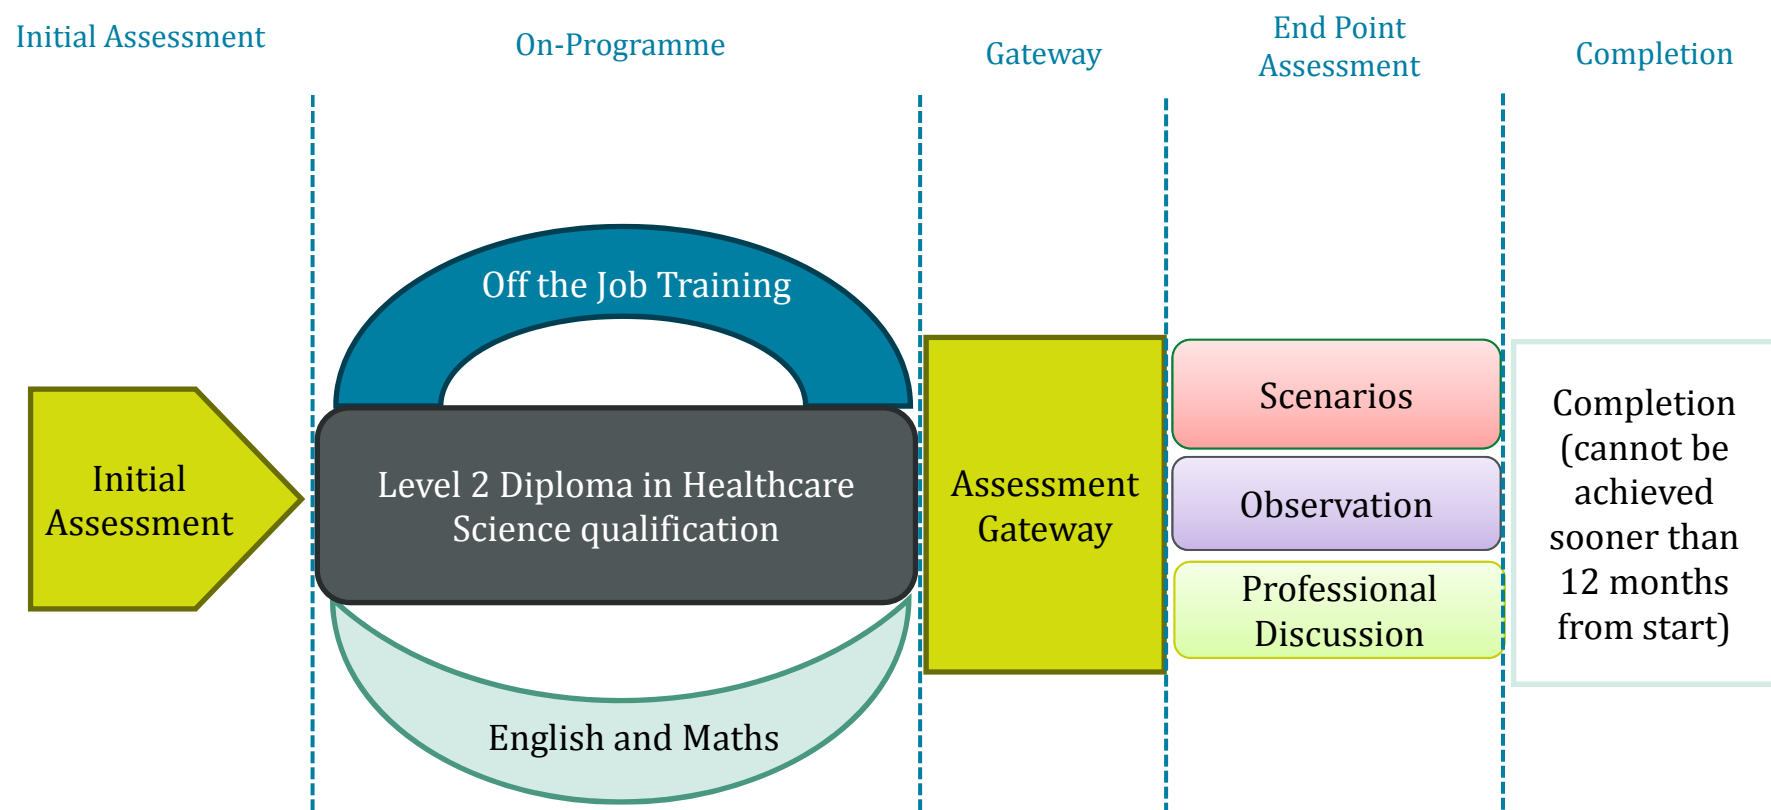 Initial Assessment
On-Programme
Gateway
End Point
Assessment
Completion
Off the Job Training
Initial
Assessment
Level 2 Diploma in Healthcare
Science qualification
English and Maths
Assessment
Gateway
Scenarios
Observation
Professional
Discussion
Completion
(cannot be
achieved
sooner than
12 months
from start)